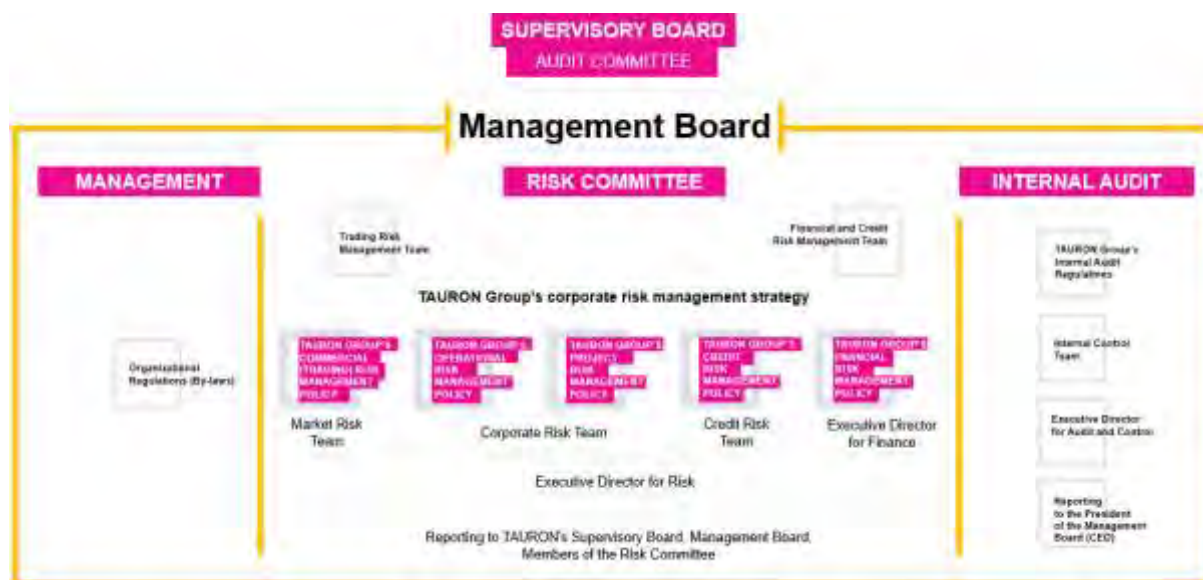 SUPERVISORY BOARD
AUDIT COMMITTEE
Management Board
MANAGEMENT
RISK COMMITTEE
INTERNAL AUDIT
Trading Risk
Management Team
Financial and Credit
Risk Management Team
TAURON Group's corporate risk management strategy
Organizational
Regulations (By-laws)
TAURON GROUP'S
COMMERCIAL
(TRADING) RISK
MANAGEMENT
POLICY
TAURON GROUP'S
OPERATIONAL
RISK
MANAGEMENT
POLICY
TAURON GROUP'S
PROJECT
RISK
MANAGEMENT
POLICY
TAURON GROUP'S
CREDIT
RISK
MANAGEMENT
POLICY
TAURON GROUP'S
FINANCIAL
RISK
MANAGEMENT
POLICY
Market Risk
Team
Corporate Risk Team
Credit Risk
Team
Executive Director
for Finance
Executive Director for Risk
Reporting to TAURON's Supervisory Board, Management Board,
Members of the Risk Committee
TAURON Group's
Internal Audit
Regulations
Internal Control
Team
Executive Director
for Audit and Control
Reporting
to the President
of the Management
Board (CEO)